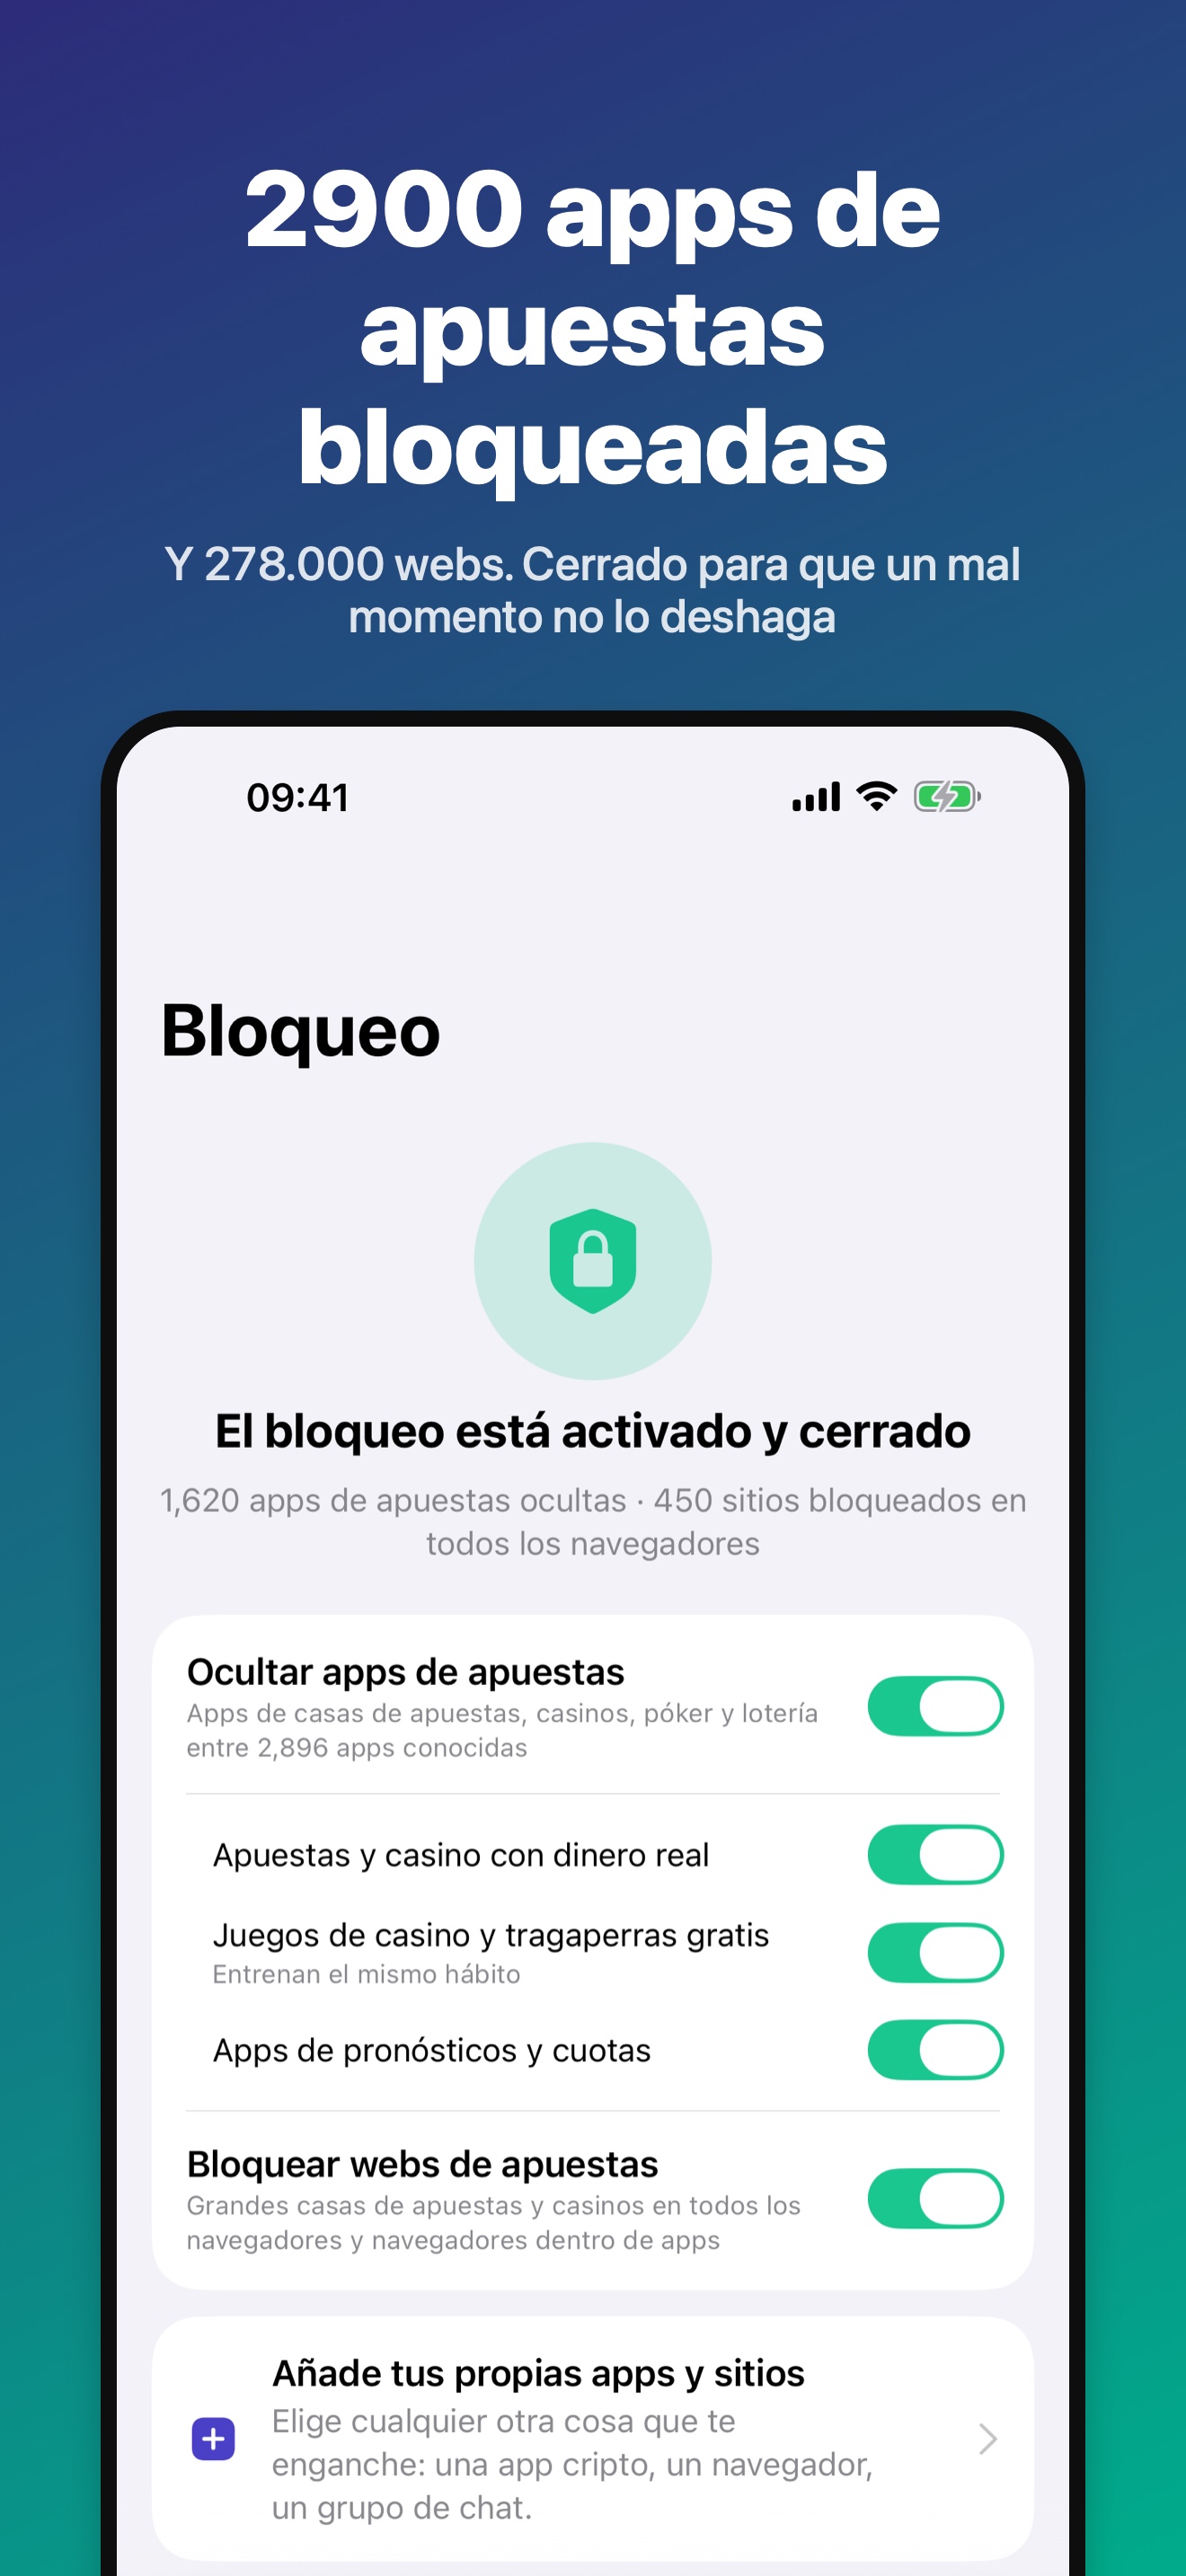 2900 apps de
apuestas
bloqueadas
Y 278.000 webs. Cerrado para que un mal
momento no lo deshaga
09:41
Bloqueo
El bloqueo está activado y cerrado
1,620 apps de apuestas ocultas · 450 sitios bloqueados en
todos los navegadores
Ocultar apps de apuestas
Apps de casas de apuestas, casinos, póker y lotería
entre 2,896 apps conocidas
Apuestas y casino con dinero real
Juegos de casino y tragaperras gratis
Entrenan el mismo hábito
Apps de pronósticos y cuotas
Bloquear webs de apuestas
Grandes casas de apuestas y casinos en todos los
navegadores y navegadores dentro de apps
Añade tus propias apps y sitios
Elige cualquier otra cosa que te
enganche: una app cripto, un navegador,
un grupo de chat.